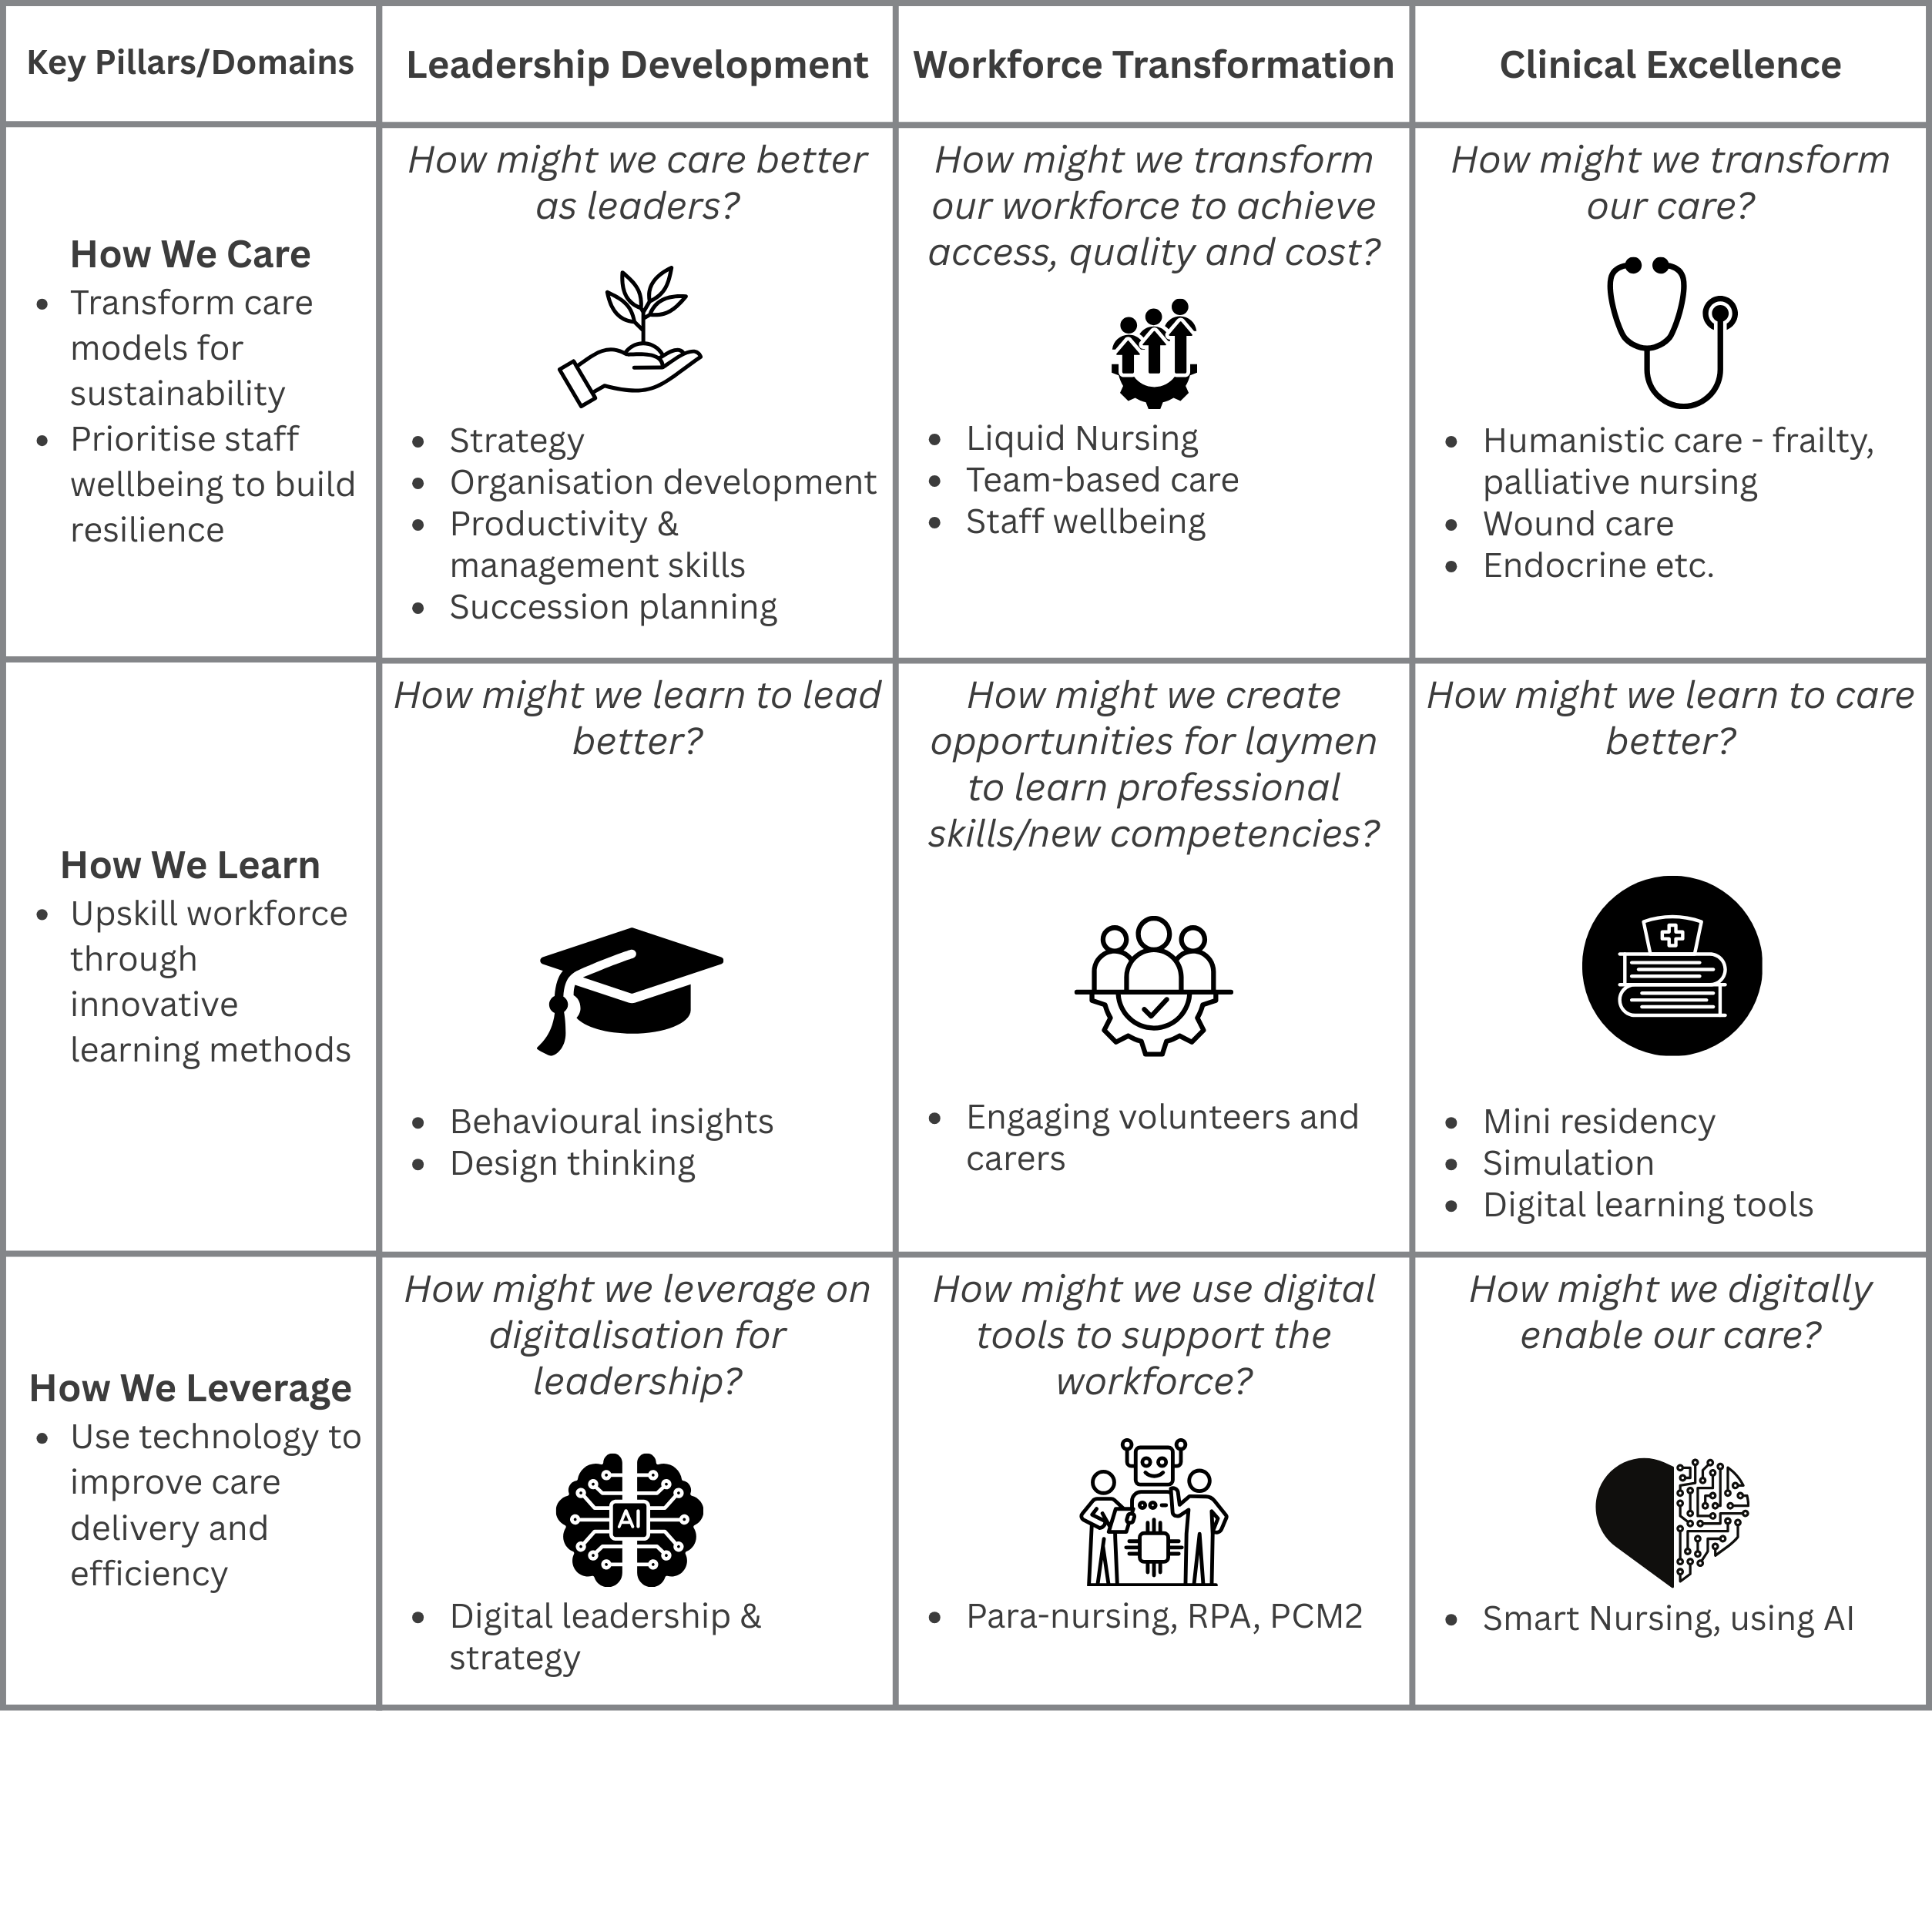 Key Pillars/Domains
Leadership Development
Workforce Transformation
Clinical Excellence
How We Care
• Transform care
models for
sustainability
• Prioritise staff
wellbeing to build
resilience
How might we care better
as leaders?
• Strategy
• Organisation development
• Productivity &
management skills
• Succession planning
How might we transform
our workforce to achieve
access, quality and cost?
• Liquid Nursing
• Team-based care
• Staff wellbeing
How might we transform
our care?
• Humanistic care - frailty,
palliative nursing
• Wound care
• Endocrine etc.
How We Learn
• Upskill workforce
through
innovative
learning methods
How might we learn to lead
better?
• Behavioural insights
• Design thinking
How might we create
opportunities for laymen
to learn professional
skills/new competencies?
• Engaging volunteers and
carers
How might we learn to care
better?
• Mini residency
• Simulation
• Digital learning tools
How We Leverage
• Use technology to
improve care
delivery and
efficiency
How might we leverage on
digitalisation for
leadership?
AI
• Digital leadership &
strategy
How might we use digital
tools to support the
workforce?
• Para-nursing, RPA, PCM2
How might we digitally
enable our care?
• Smart Nursing, using AI